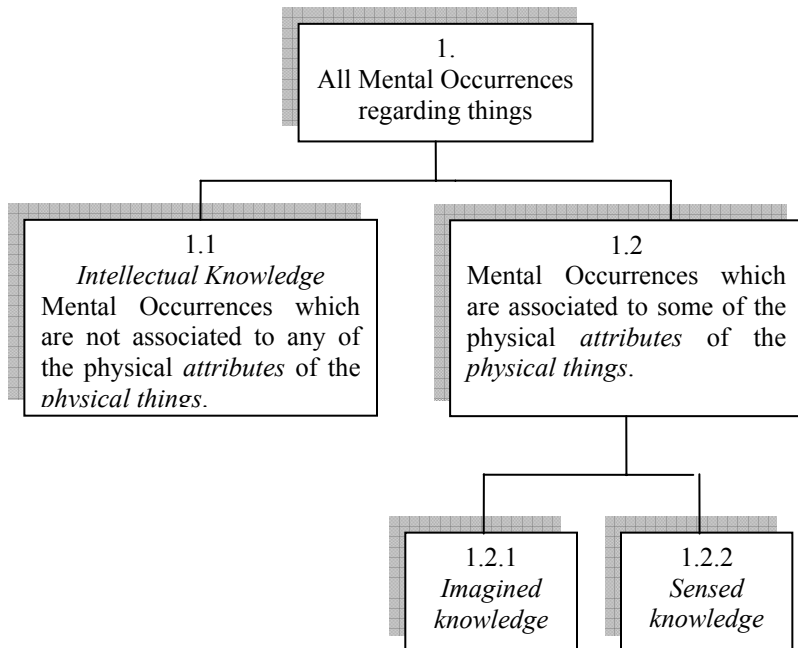 1.
All Mental Occurrences
regarding things
1.1
Intellectual Knowledge
Mental Occurrences which
are not associated to any of
the physical attributes of the
physical things.
1.2
Mental Occurrences which
are associated to some of the
physical attributes of the
physical things.
1.2.1
Imagined
knowledge
1.2.2
Sensed
knowledge